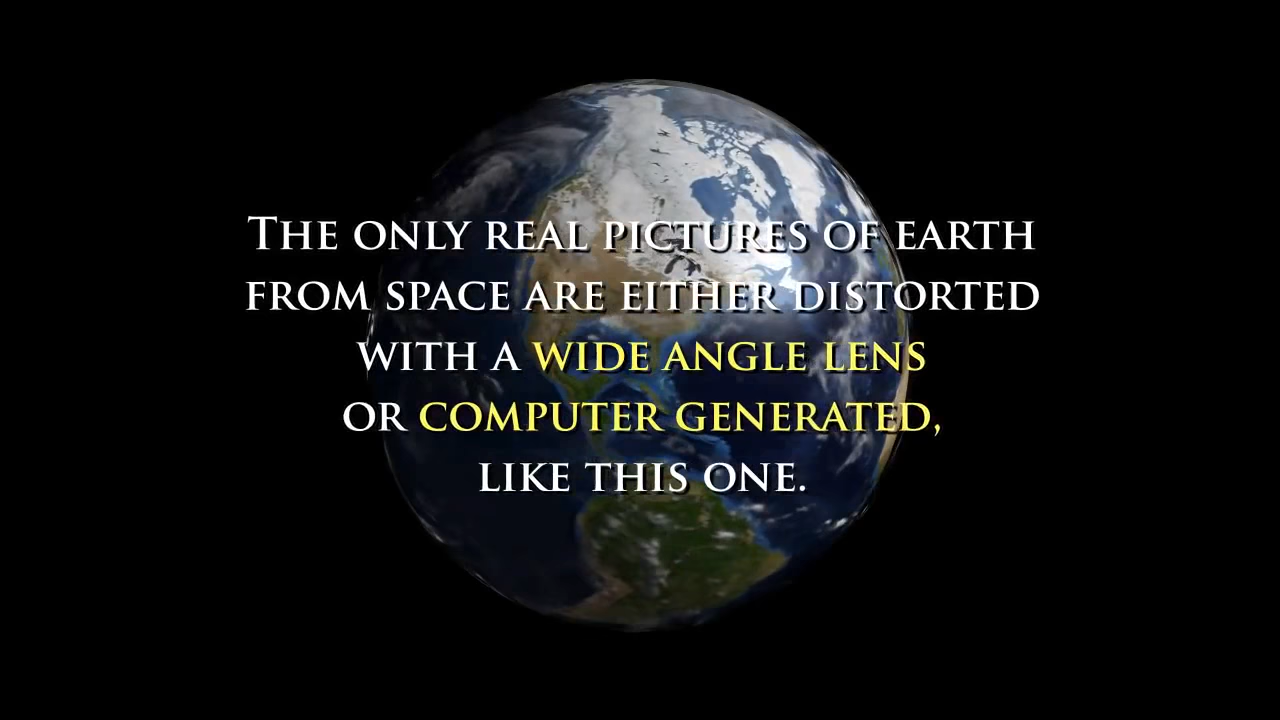 The only real pictures of earth
from space are either distorted
with a wide angle lens
or computer generated,
like this one.